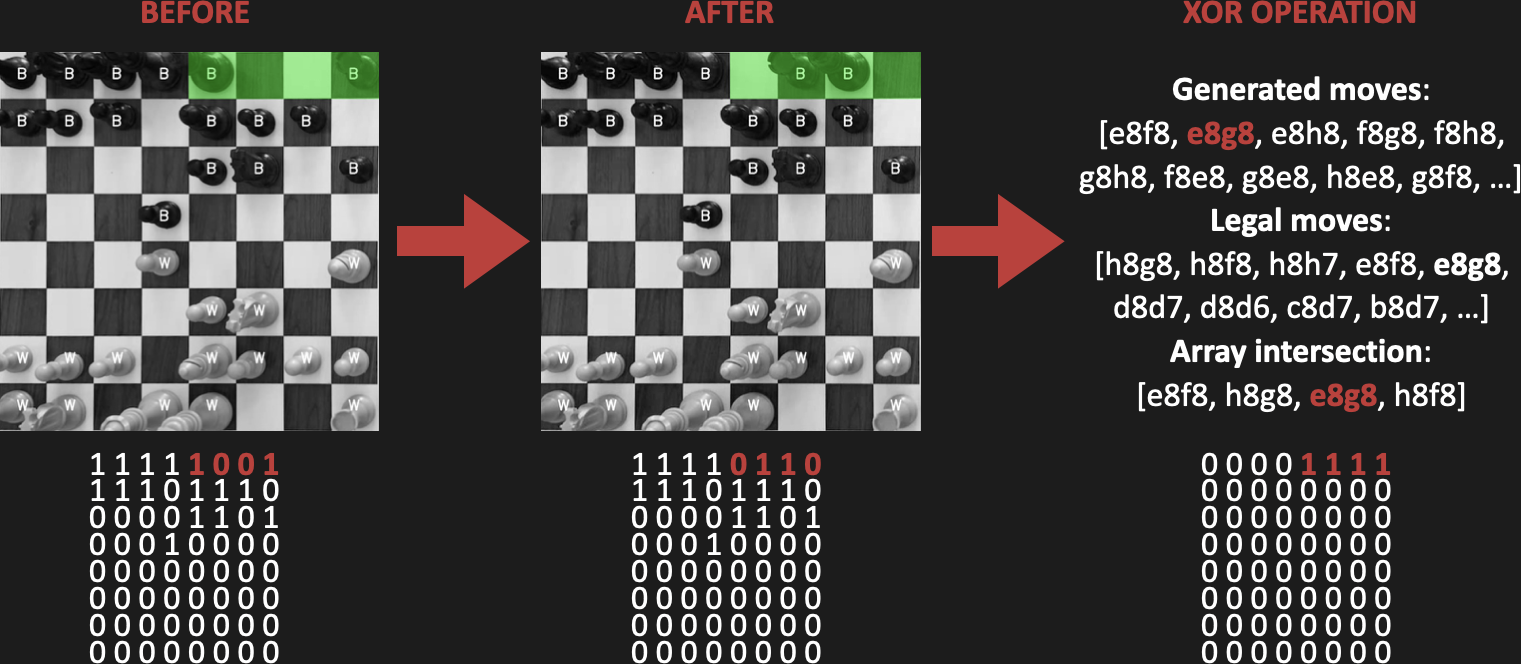 BEFORE
B B B B B B
B B B B B B
B B B
B
W W
W W
W W W W W W W
W W W W W
1 1 1 1 1 0 0 1
1 1 1 0 1 1 1 0
0 0 0 0 1 1 0 1
0 0 0 1 0 0 0 0
0 0 0 0 0 0 0 0
0 0 0 0 0 0 0 0
0 0 0 0 0 0 0 0
0 0 0 0 0 0 0 0
AFTER
B B B B B B
B B B B B B
B B B
B
W W
W W
W W W W W W W
W W W W W
1 1 1 1 0 1 1 0
1 1 1 0 1 1 1 0
0 0 0 0 1 1 0 1
0 0 0 1 0 0 0 0
0 0 0 0 0 0 0 0
0 0 0 0 0 0 0 0
0 0 0 0 0 0 0 0
0 0 0 0 0 0 0 0
XOR OPERATION
Generated moves:
[e8f8, e8g8, e8h8, f8g8, f8h8,
g8h8, f8e8, g8e8, h8e8, g8f8, ...]
Legal moves:
[h8g8, h8f8, h8h7, e8f8, e8g8,
d8d7, d8d6, c8d7, b8d7, ...]
Array intersection:
[e8f8, h8g8, e8g8, h8f8]
0 0 0 0 1 1 1 1
0 0 0 0 0 0 0 0
0 0 0 0 0 0 0 0
0 0 0 0 0 0 0 0
0 0 0 0 0 0 0 0
0 0 0 0 0 0 0 0
0 0 0 0 0 0 0 0
0 0 0 0 0 0 0 0